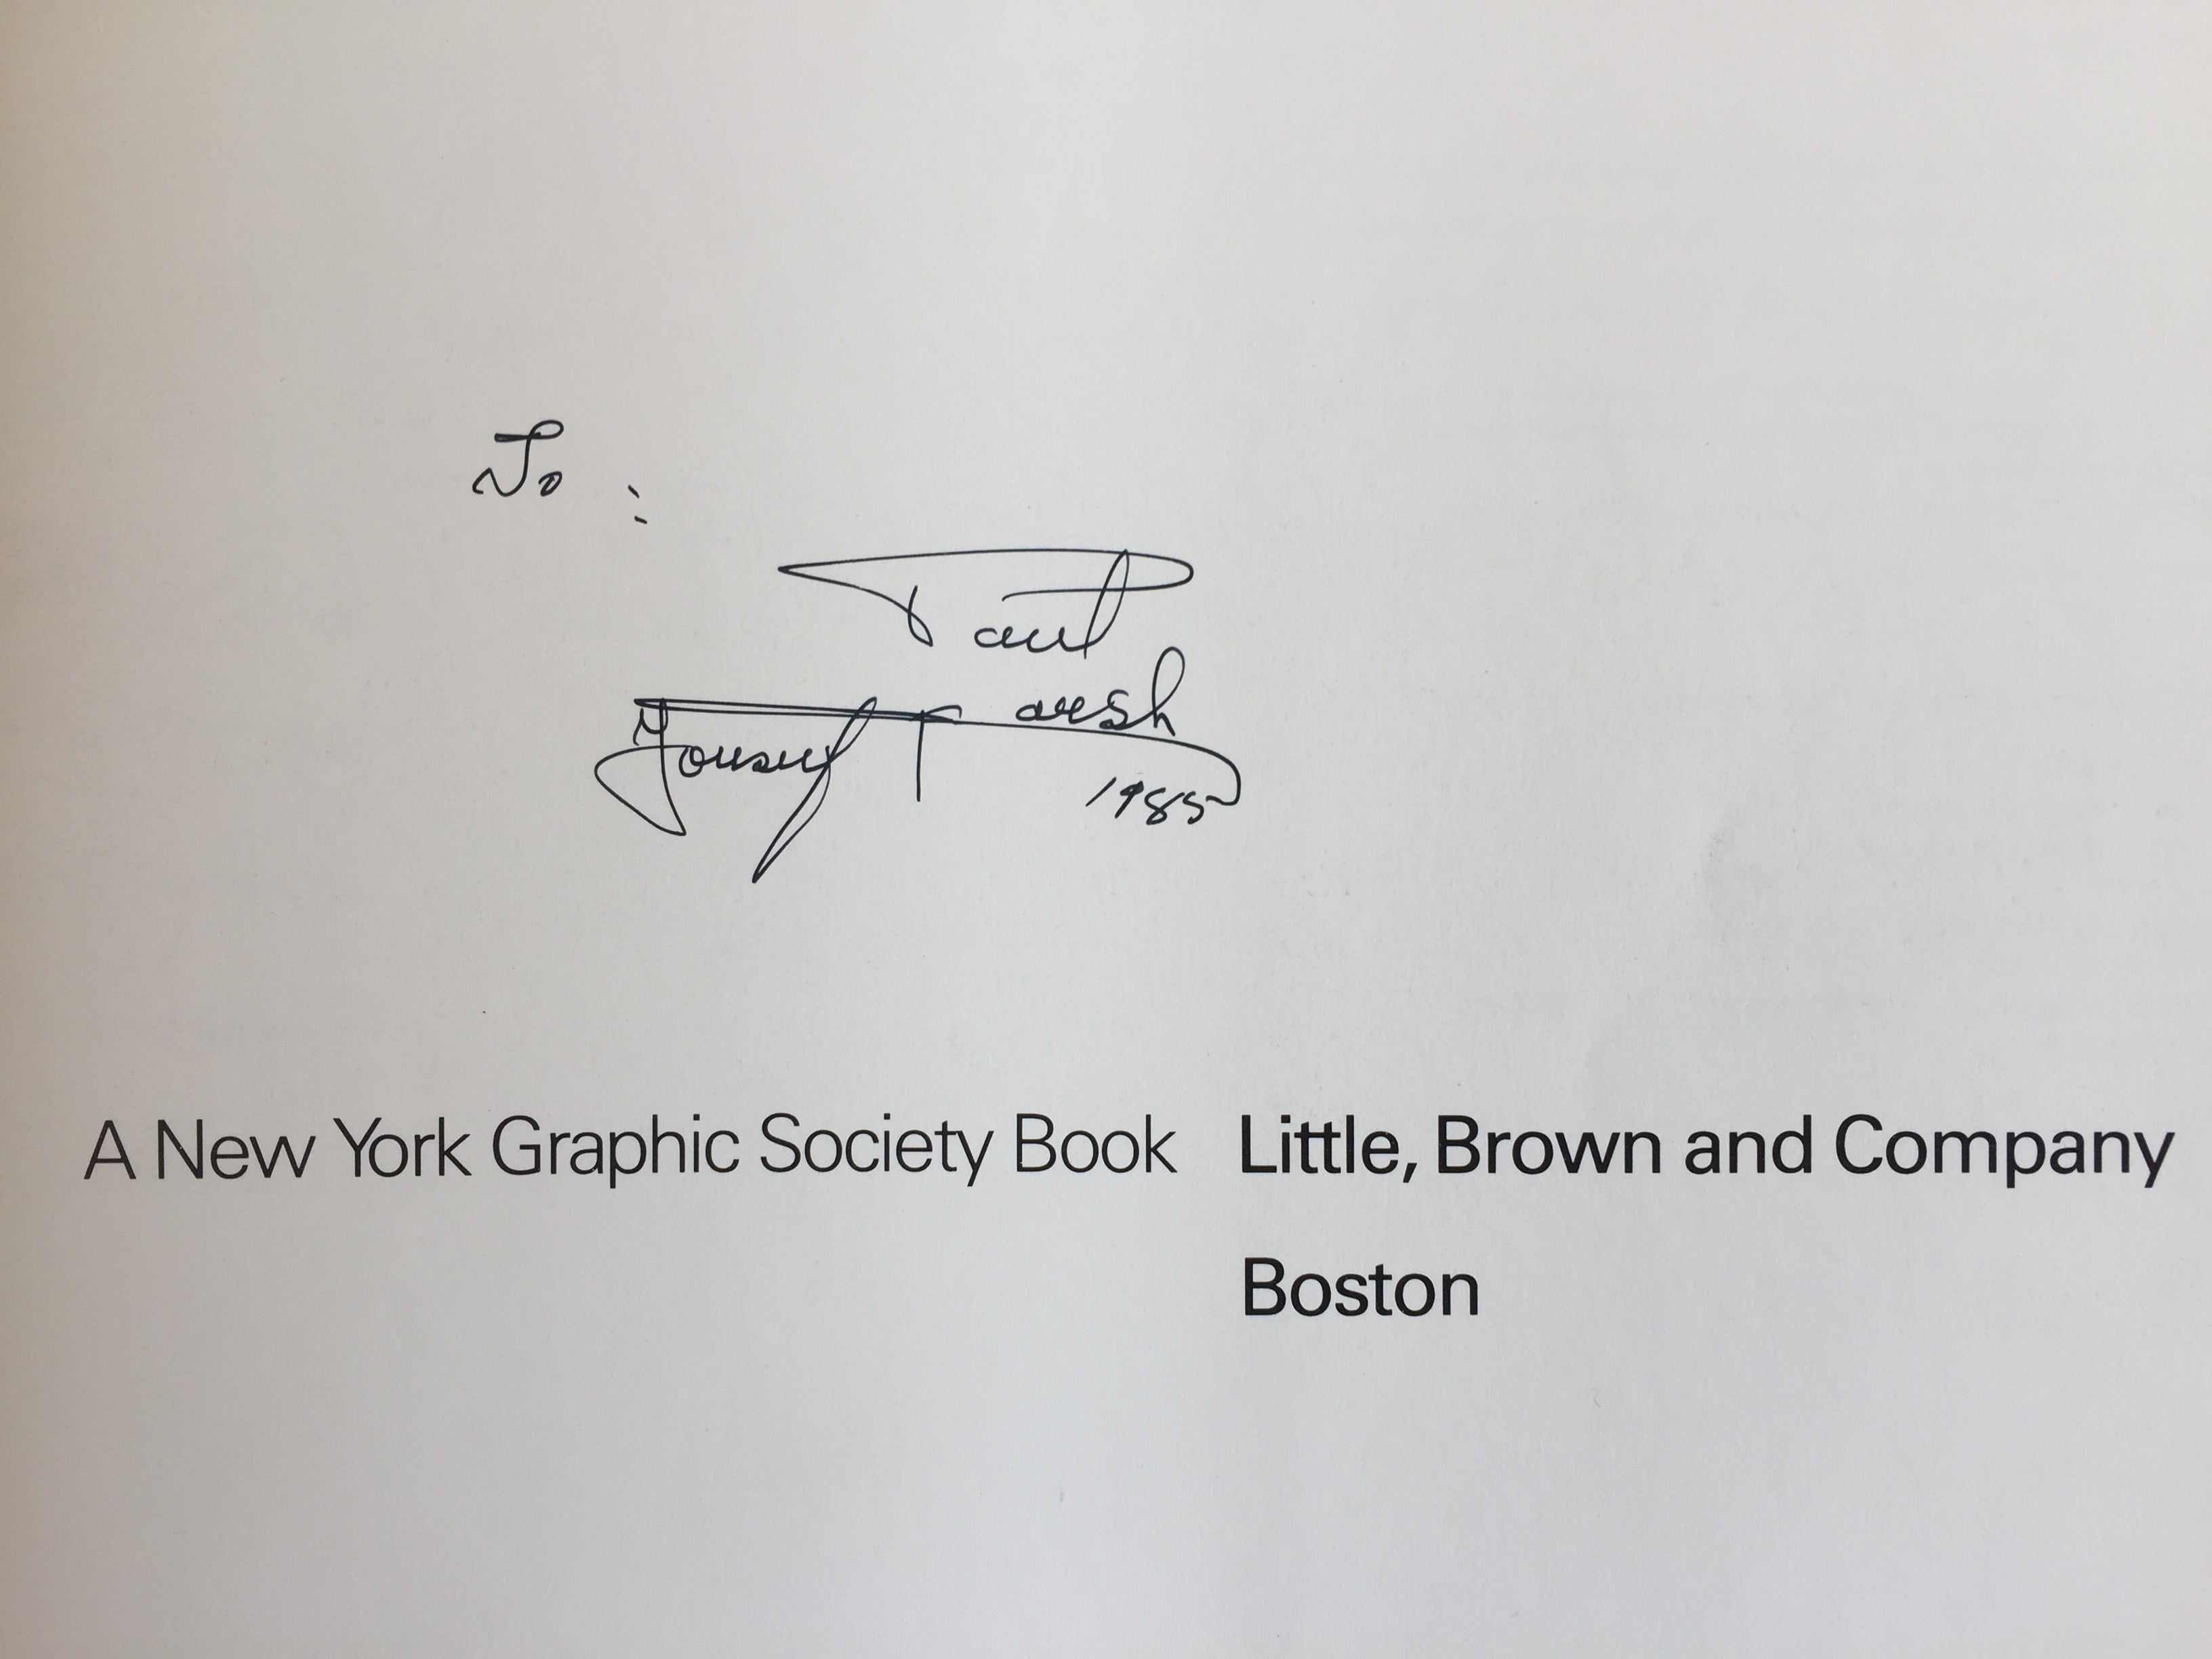 To :
Paul
Yousuf Karsh
1985
A New York Graphic Society Book Little, Brown and Company
Boston